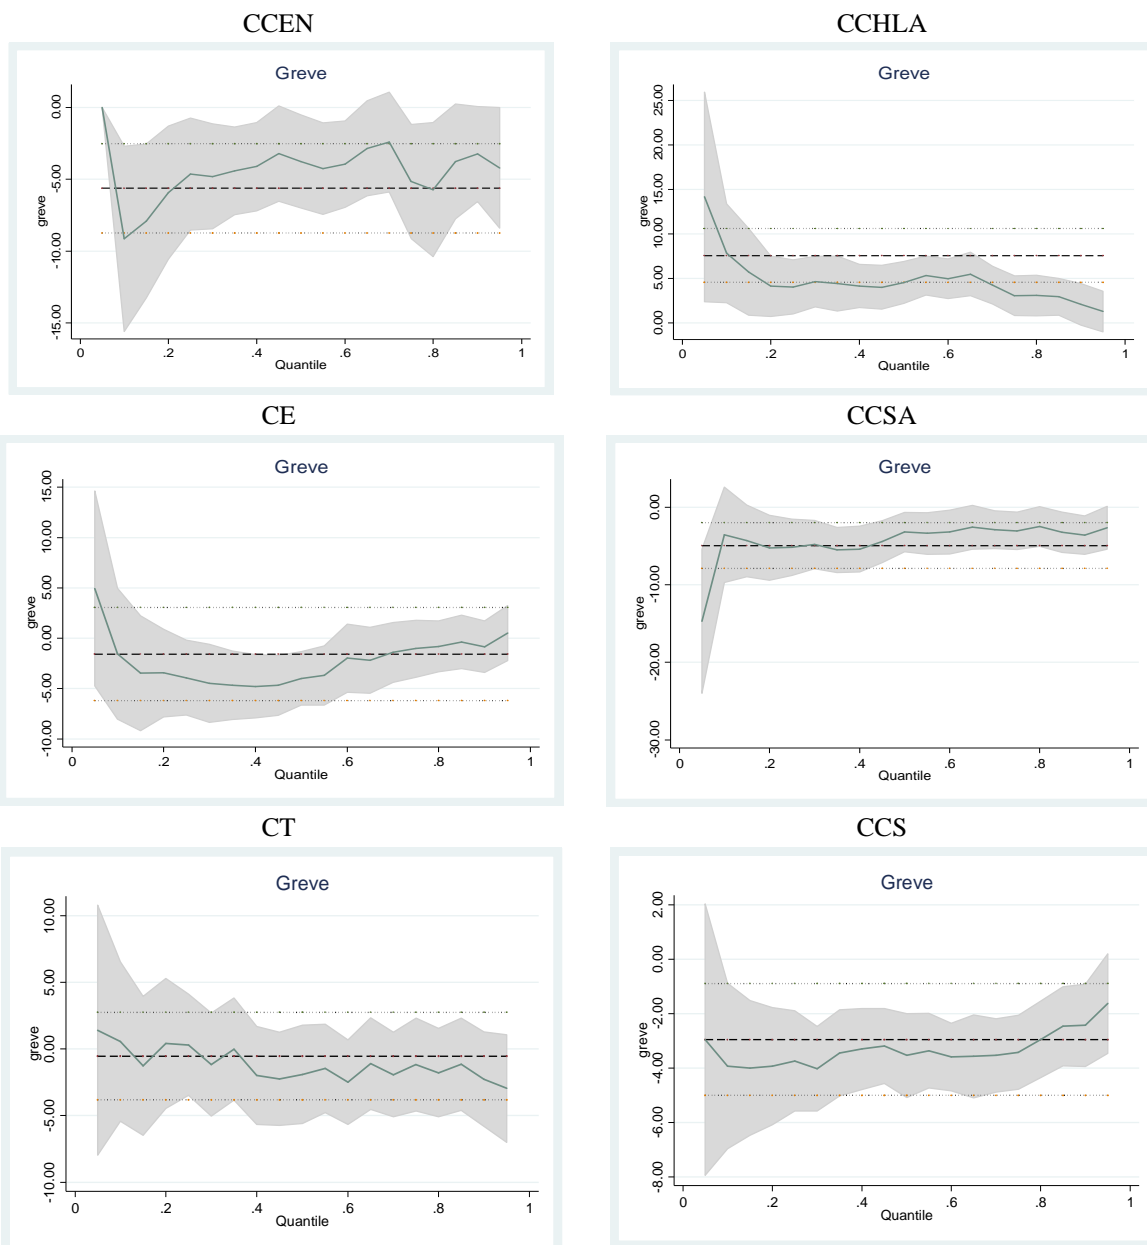 CCEN
CCHLA
Greve
Greve
greve
0.00
-5.00
-10.00
-15.00
0 .2 .4 .6 .8 1
Quantile
greve
25.00
20.00
15.00
10.00
5.00
0.00
0 .2 .4 .6 .8 1
Quantile
CE
CCSA
Greve
Greve
greve
15.00
10.00
5.00
0.00
-5.00
-10.00
0 .2 .4 .6 .8 1
Quantile
greve
0.00
-10.00
-20.00
-30.00
0 .2 .4 .6 .8 1
Quantile
CT
CCS
Greve
Greve
greve
10.00
5.00
0.00
-5.00
-10.00
0 .2 .4 .6 .8 1
Quantile
greve
2.00
0.00
-2.00
-4.00
-6.00
-8.00
0 .2 .4 .6 .8 1
Quantile